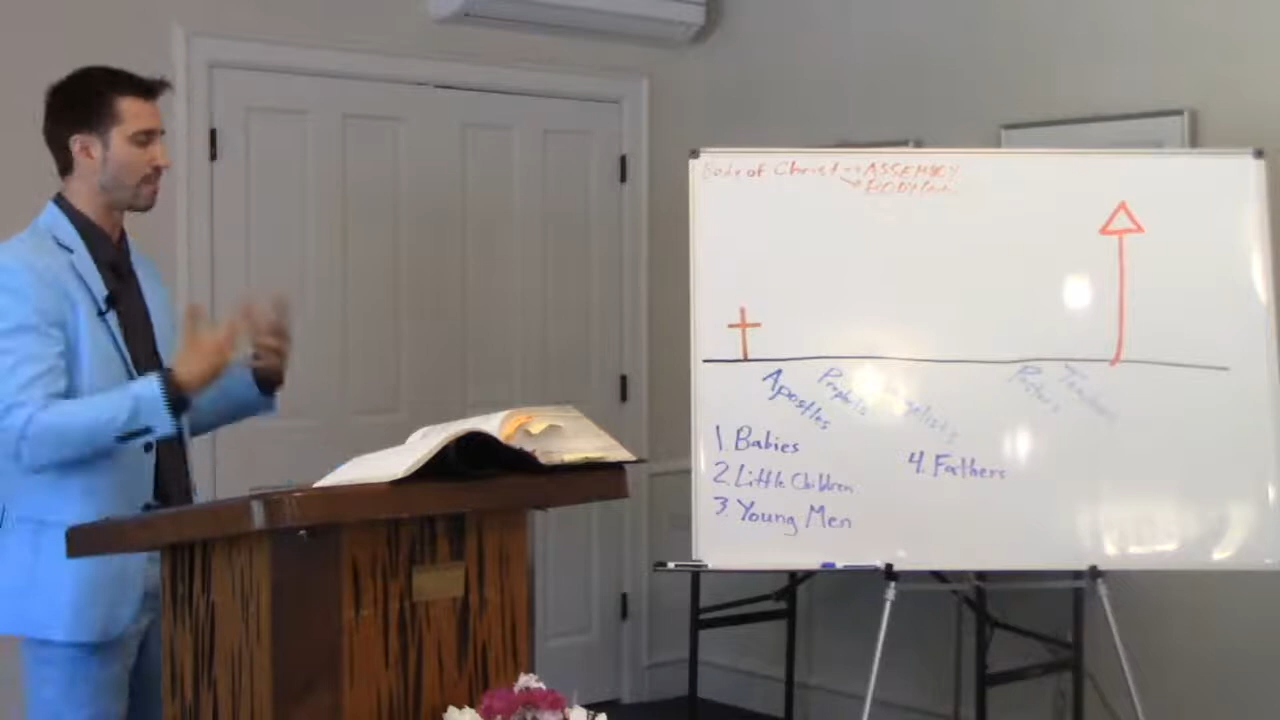 Body of Christ → ASSEMBLY
→ BODY
Apostles
Prophets
Pastors
Teachers
1. Babies
2. Little Children
3. Young Men
4. Fathers